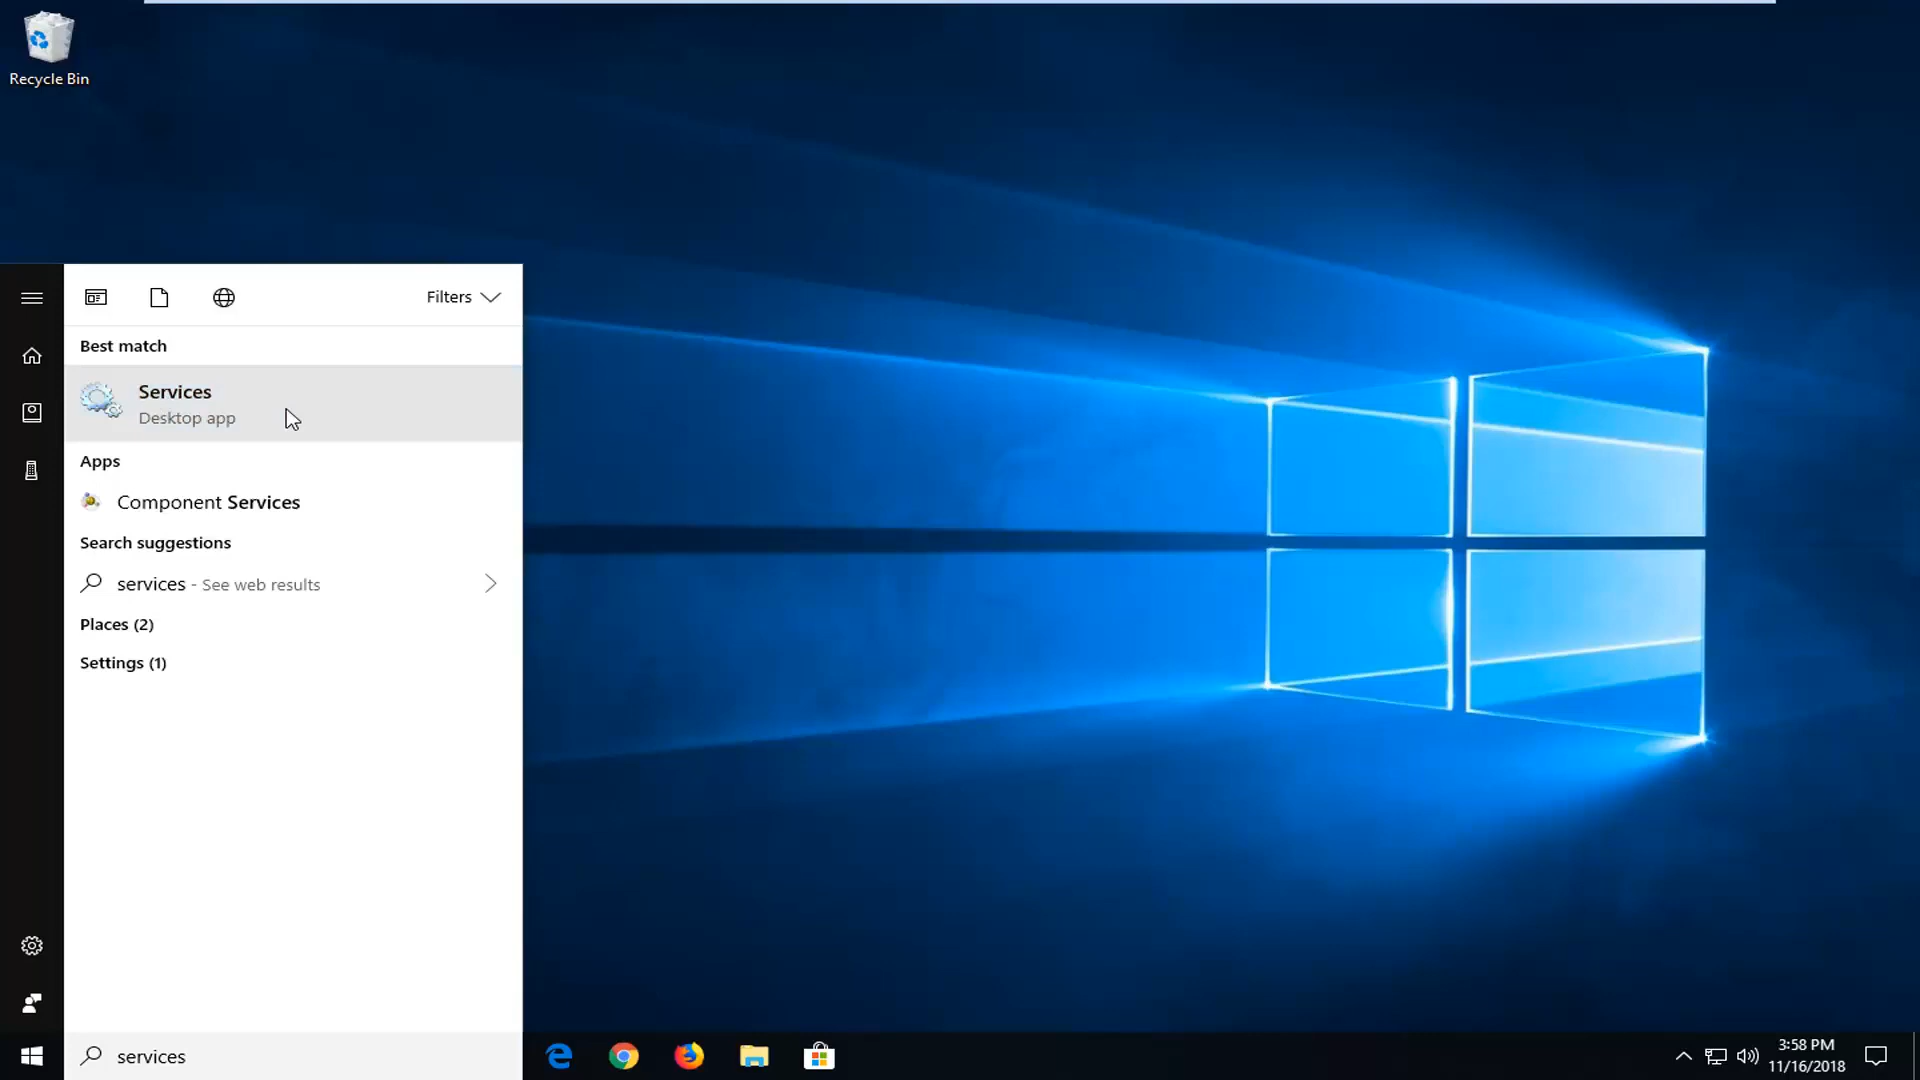 Recycle Bin
Filters
Best match
Services
Desktop app
Apps
Component Services
Search suggestions
services - See web results
Places (2)
Settings (1)
services
3:58 PM
11/16/2018